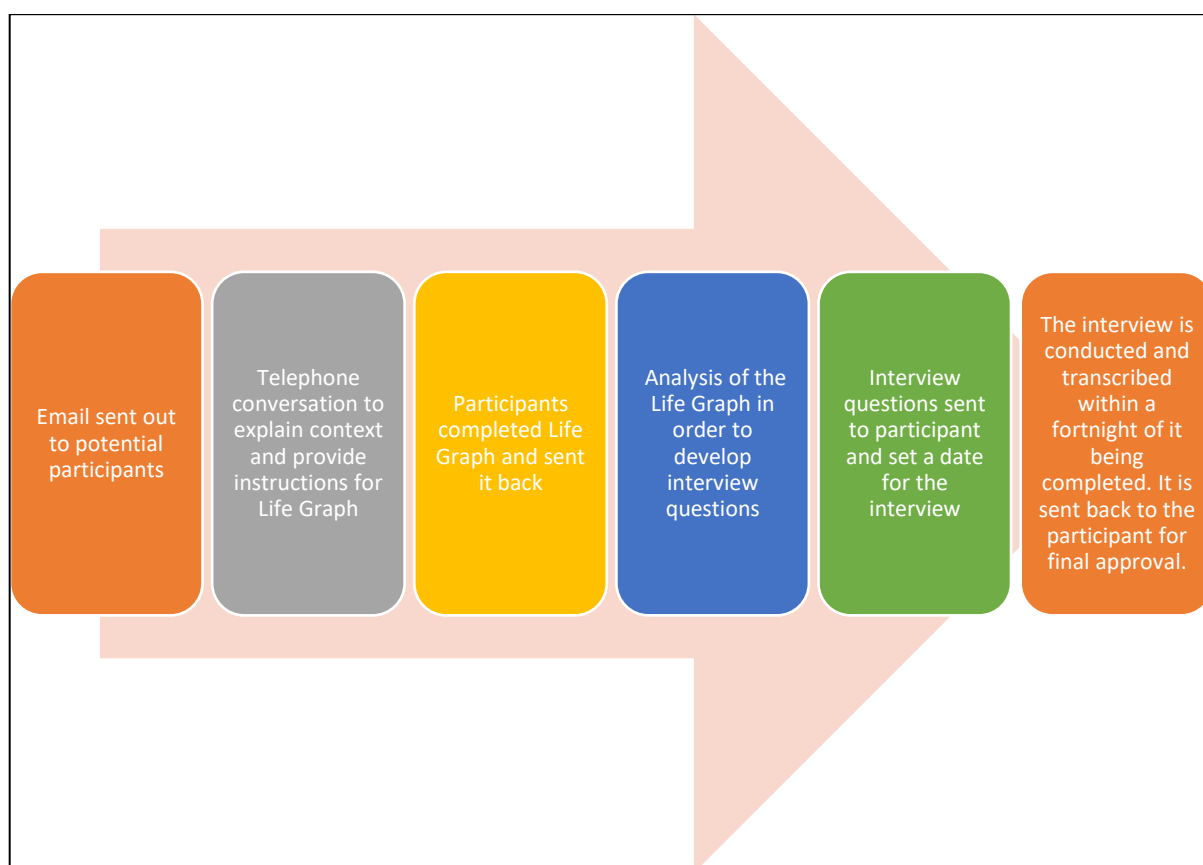 Email sent out
to potential
participants
Telephone
conversation to
explain context
and provide
instructions for
Life Graph
Participants
completed Life
Graph and sent
it back
Analysis of the
Life Graph in
order to
develop
interview
questions
Interview
questions sent
to participant
and set a date
for the
interview
The interview is
conducted and
transcribed
within a
fortnight of it
being
completed. It is
sent back to the
participant for
final approval.